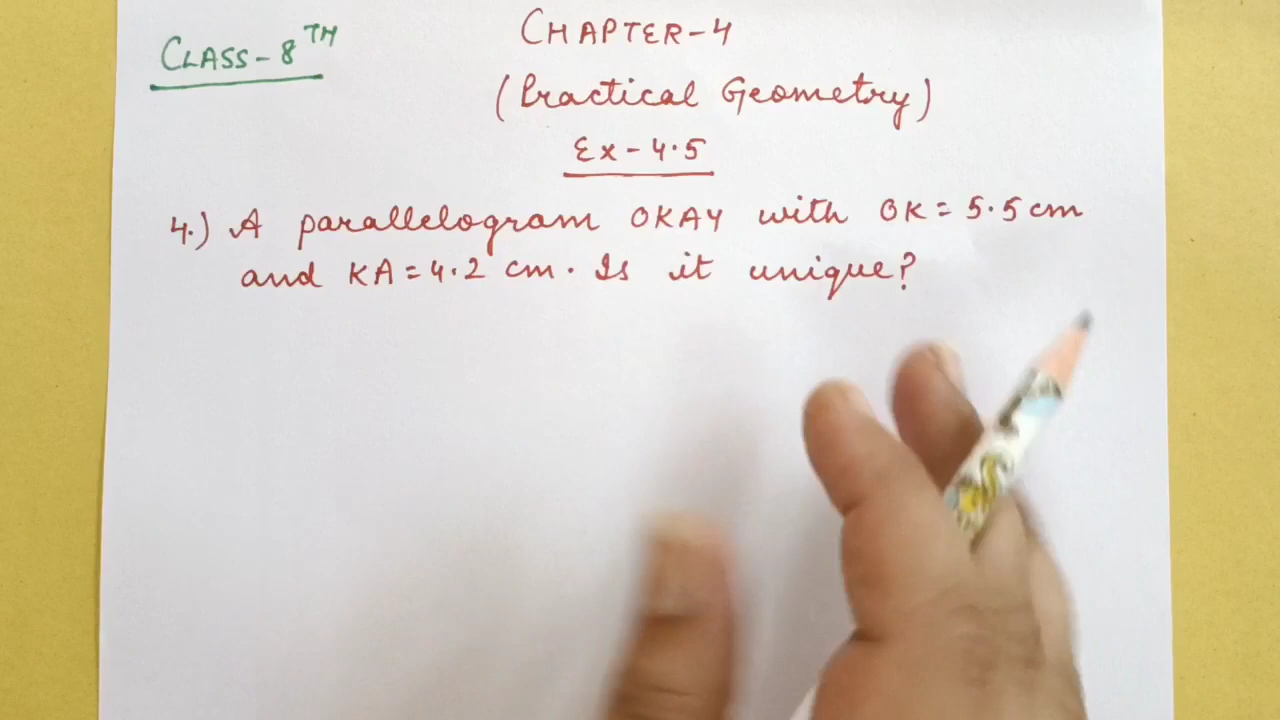 CLASS-8TH
CHAPTER-4
(Practical Geometry)
Ex-4.5
4.) A parallelogram OKAY with OK = 5.5 cm
and KA = 4.2 cm. Is it unique?